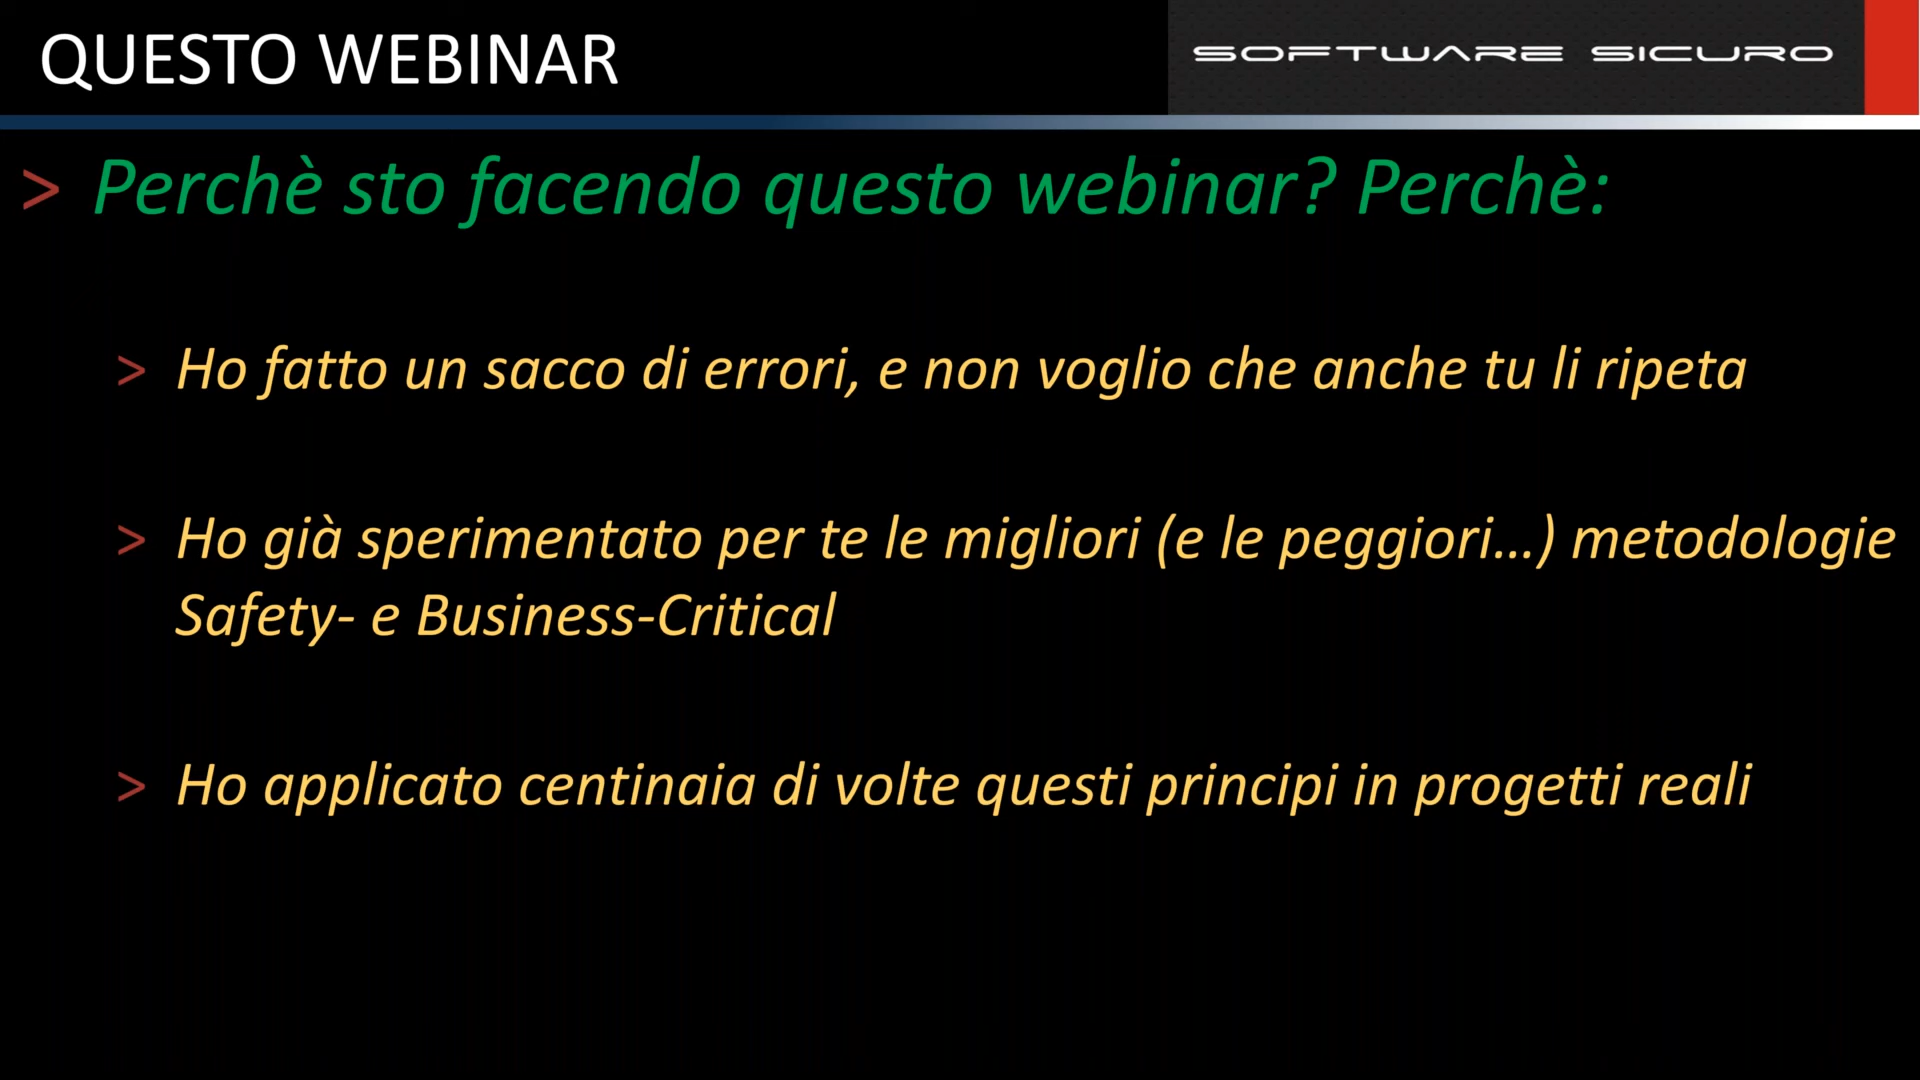 QUESTO WEBINAR
SOFTWARE SICURO
> Perchè sto facendo questo webinar? Perchè:
> Ho fatto un sacco di errori, e non voglio che anche tu li ripeta
> Ho già sperimentato per te le migliori (e le peggiori...) metodologie
Safety- e Business-Critical
> Ho applicato centinaia di volte questi principi in progetti reali